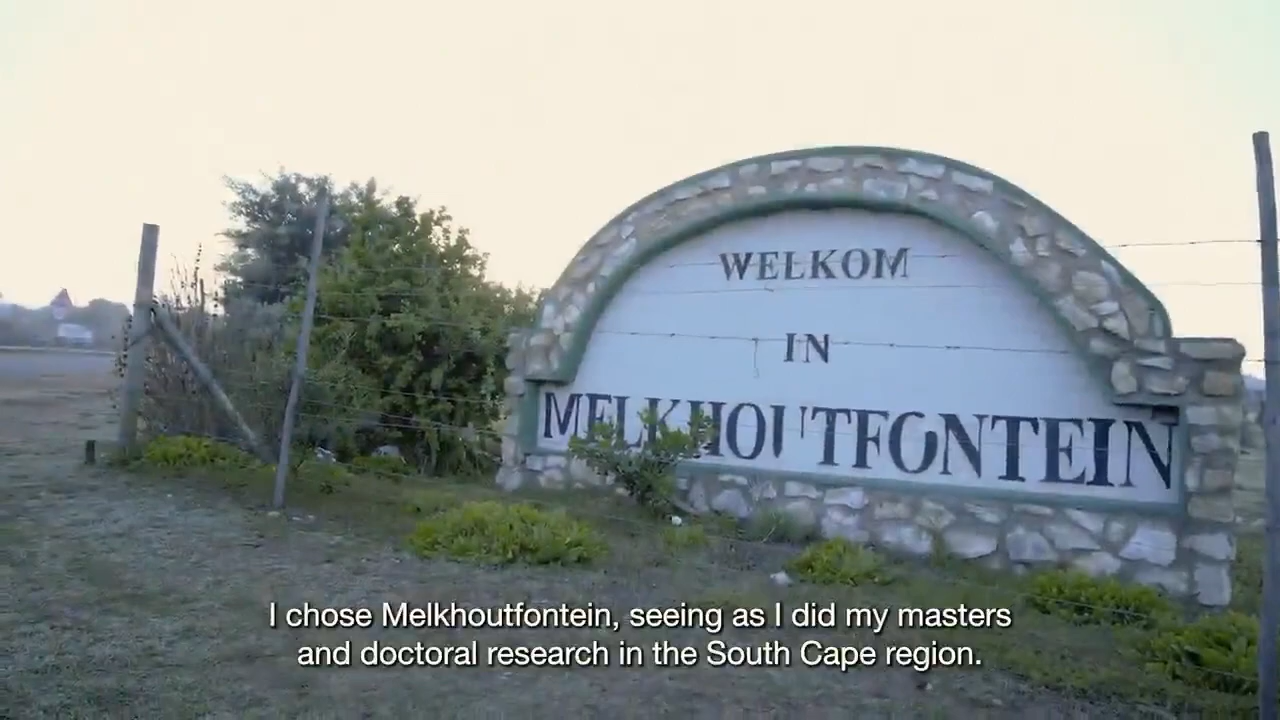 WELKOM
IN
MELKHOUTFONTEIN
I chose Melkhoutfontein, seeing as I did my masters
and doctoral research in the South Cape region.